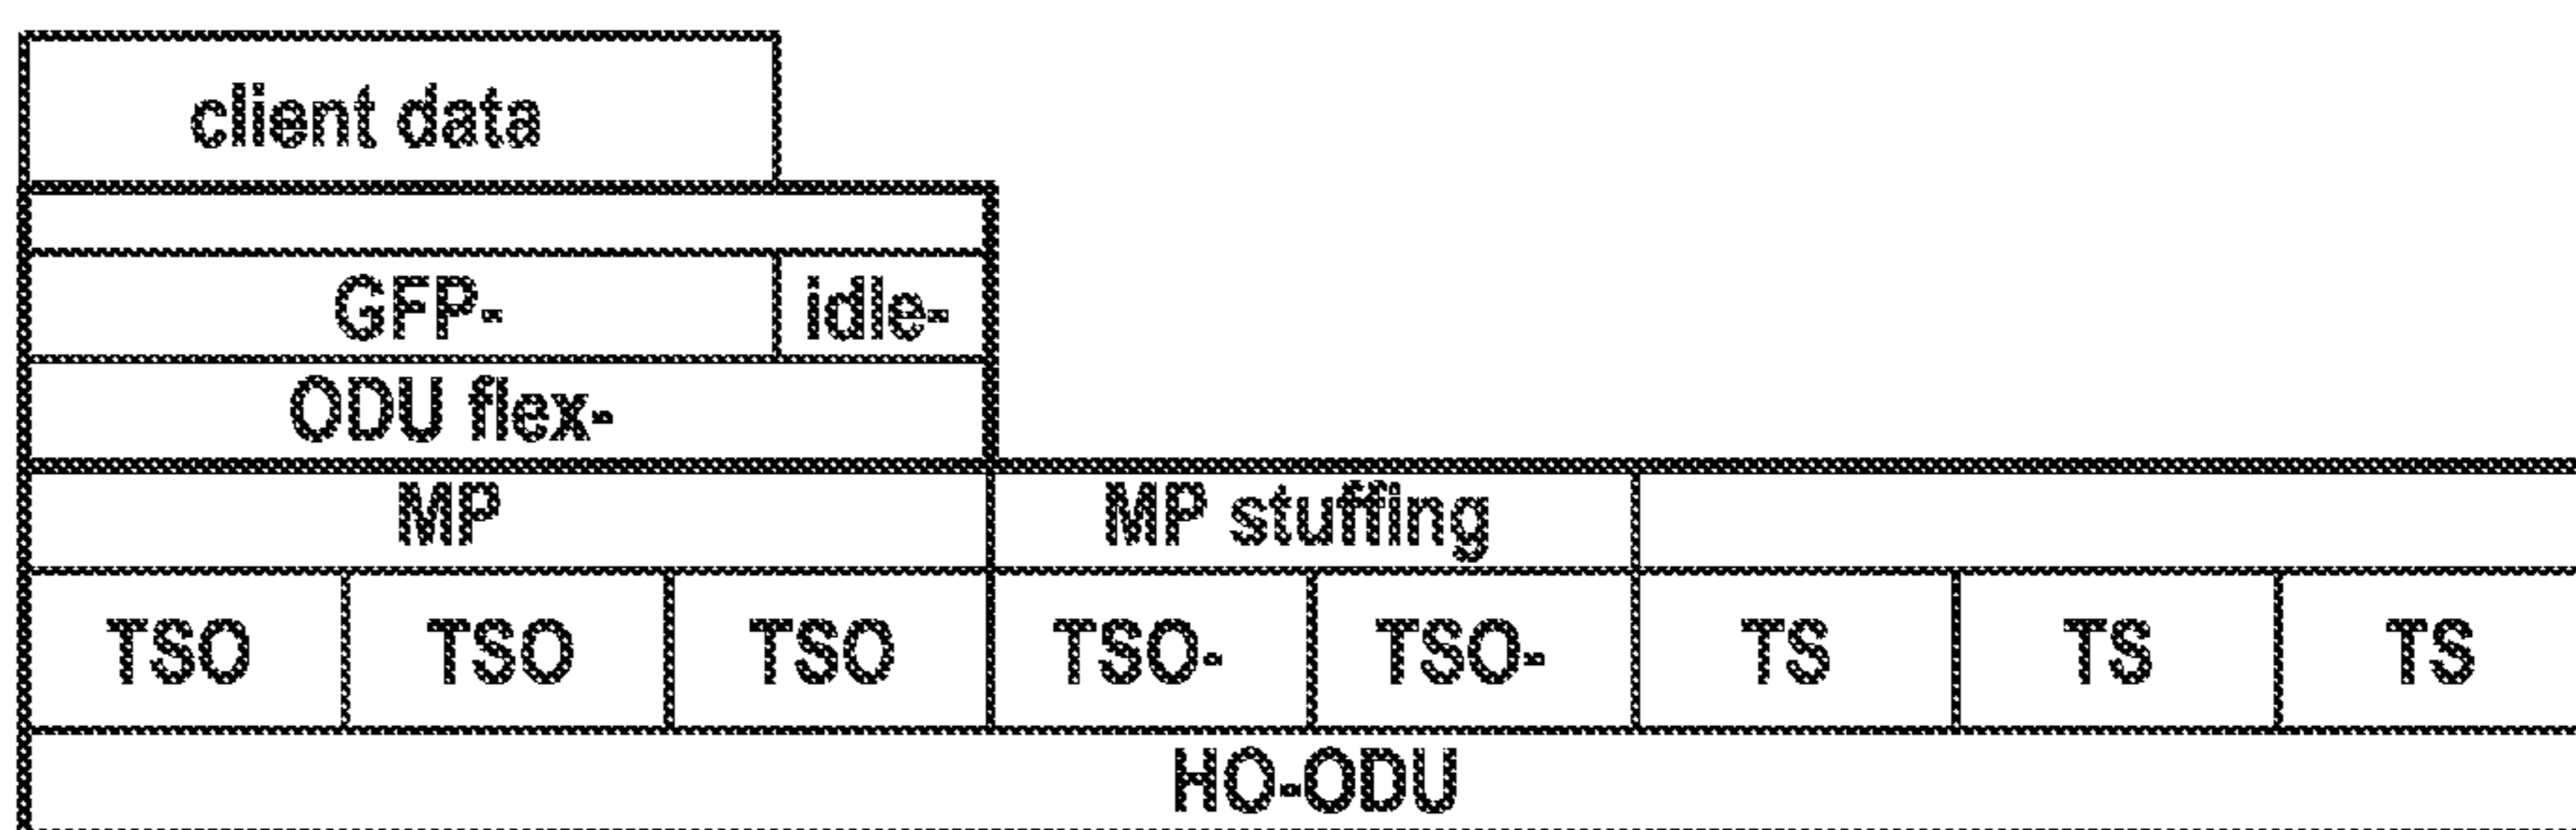 client data
GFP- idle-
ODU flex-
MP MP stuffing
TSO TSO TSO TSO- TSO- TS TS TS
HO-ODU